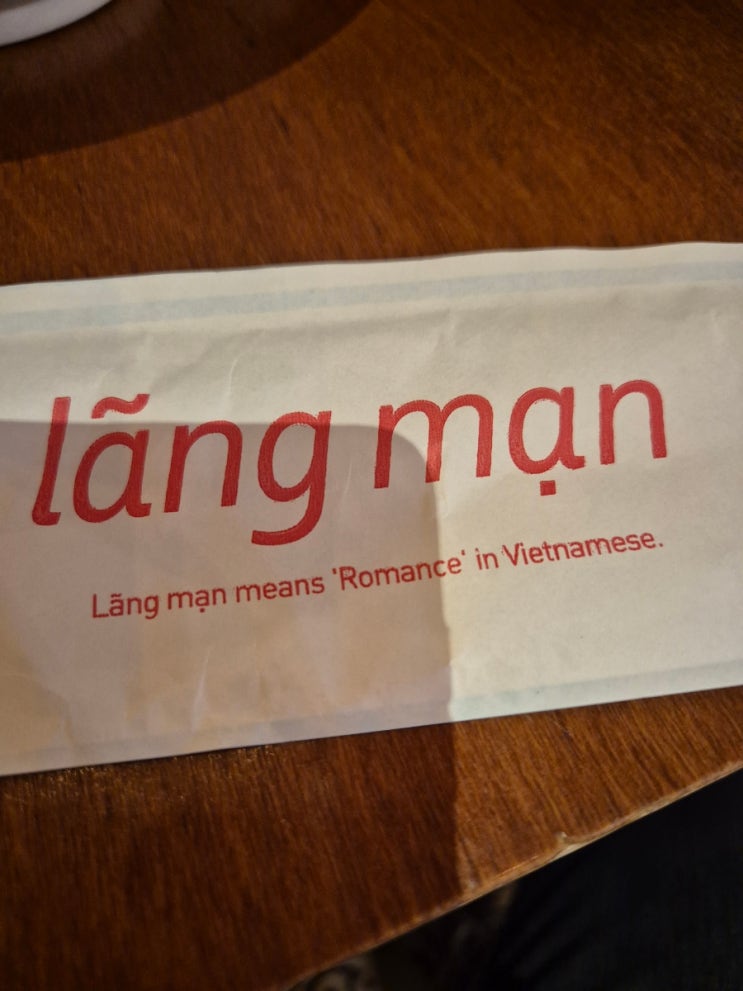 lãng mạn
Lãng mạn means 'Romance' in Vietnamese.